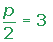 p/2 = 3